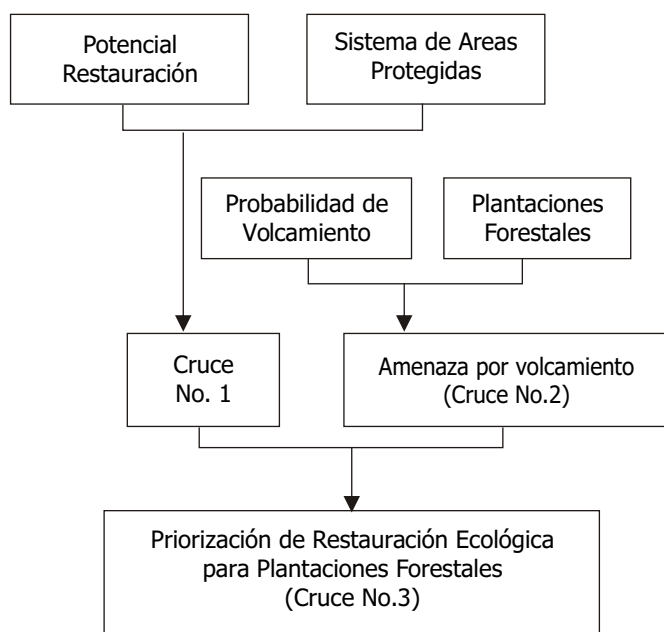 Potencial
Restauración
Sistema de Areas
Protegidas
Probabilidad de
Volcamiento
Plantaciones
Forestales
Cruce
No. 1
Amenaza por volcamiento
(Cruce No.2)
Priorización de Restauración Ecológica
para Plantaciones Forestales
(Cruce No.3)